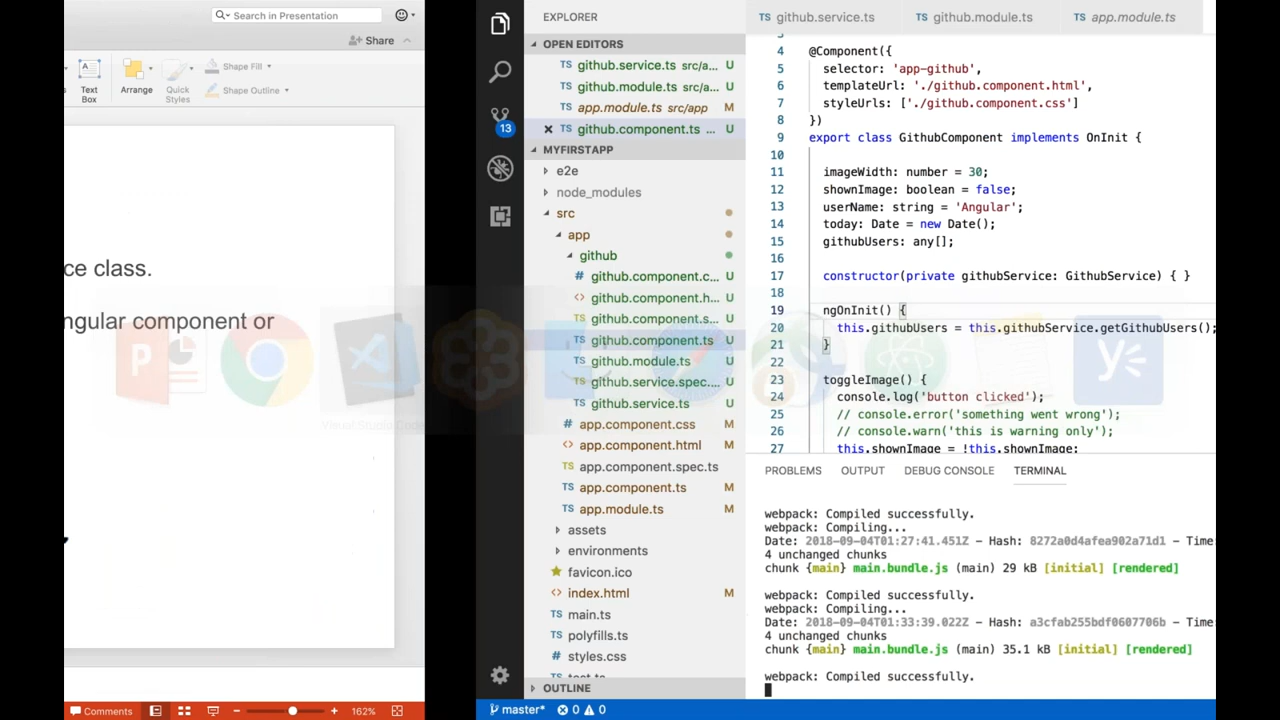 Search in Presentation
Share
Text
Box
Arrange
Quick
Styles
Shape Fill
Shape Outline
ce class.
ngular component or
Comments
162%
EXPLORER
OPEN EDITORS
github.service.ts src/a... U
github.module.ts src/a... U
app.module.ts src/app M
github.component.ts ... U
MYFIRSTAPP
e2e
node_modules
src
app
github
github.component.c... U
github.component.h... U
github.component.s... U
github.component.ts U
github.module.ts U
github.service.spec.... U
github.service.ts U
app.component.css M
app.component.html M
app.component.spec.ts
app.component.ts M
app.module.ts M
assets
environments
favicon.ico
index.html M
main.ts
polyfills.ts
styles.css
OUTLINE
13
Visual Studio Code
master* 0 0
TS github.service.ts TS github.module.ts TS app.module.ts
4 @Component({
5 selector: 'app-github',
6 templateUrl: './github.component.html',
7 styleUrls: ['./github.component.css']
8 })
9 export class GithubComponent implements OnInit {
10
11 imageWidth: number = 30;
12 shownImage: boolean = false;
13 userName: string = 'Angular';
14 today: Date = new Date();
15 githubUsers: any[];
16
17 constructor(private githubService: GithubService) { }
18
19 ngOnInit() {
20 this.githubUsers = this.githubService.getGithubUsers();
21 }
22
23 toggleImage() {
24 console.log('button clicked');
25 // console.error('something went wrong');
26 // console.warn('this is warning only');
27 this.shownImage = !this.shownImage;
PROBLEMS OUTPUT DEBUG CONSOLE TERMINAL
webpack: Compiled successfully.
webpack: Compiling...
Date: 2018-09-04T01:27:41.451Z - Hash: 8272a0d4afea902a71d1 - Time:
4 unchanged chunks
chunk {main} main.bundle.js (main) 29 kB [initial] [rendered]
webpack: Compiled successfully.
webpack: Compiling...
Date: 2018-09-04T01:33:39.022Z - Hash: a3cfab255bdf0607706b - Time:
4 unchanged chunks
chunk {main} main.bundle.js (main) 35.1 kB [initial] [rendered]
webpack: Compiled successfully.